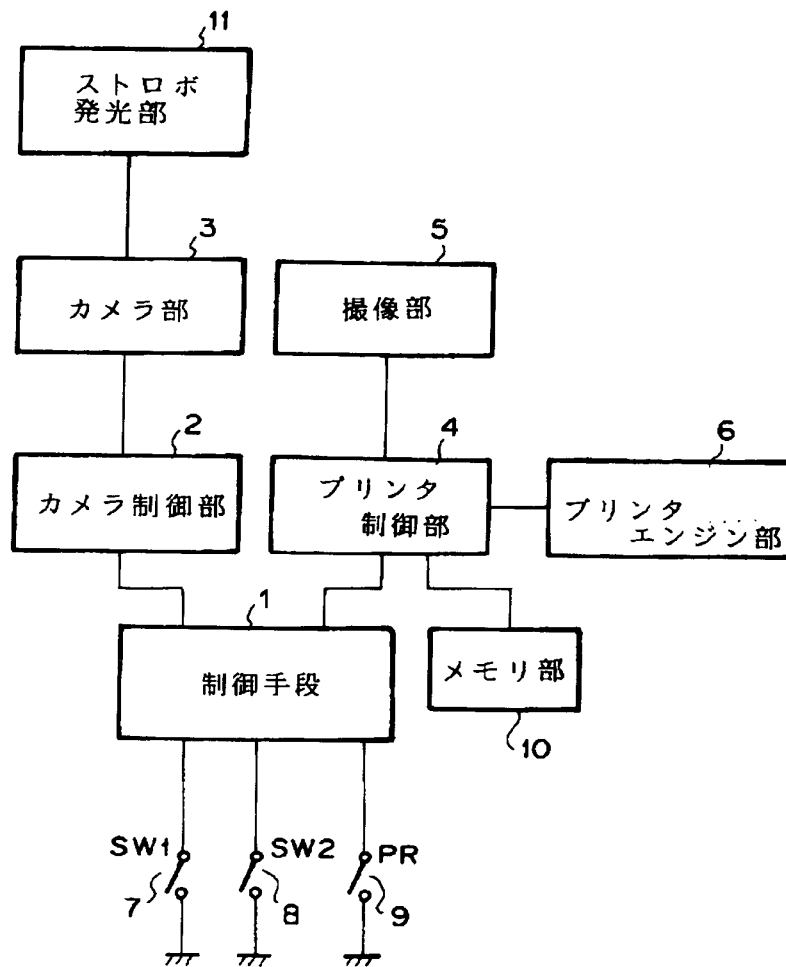 11
ストロボ
発光部
3
カメラ部
5
撮像部
2
カメラ制御部
4
プリンタ
制御部
6
プリンタ
エンジン部
1
制御手段
メモリ部
10
SW1
SW2
PR
7
8
9